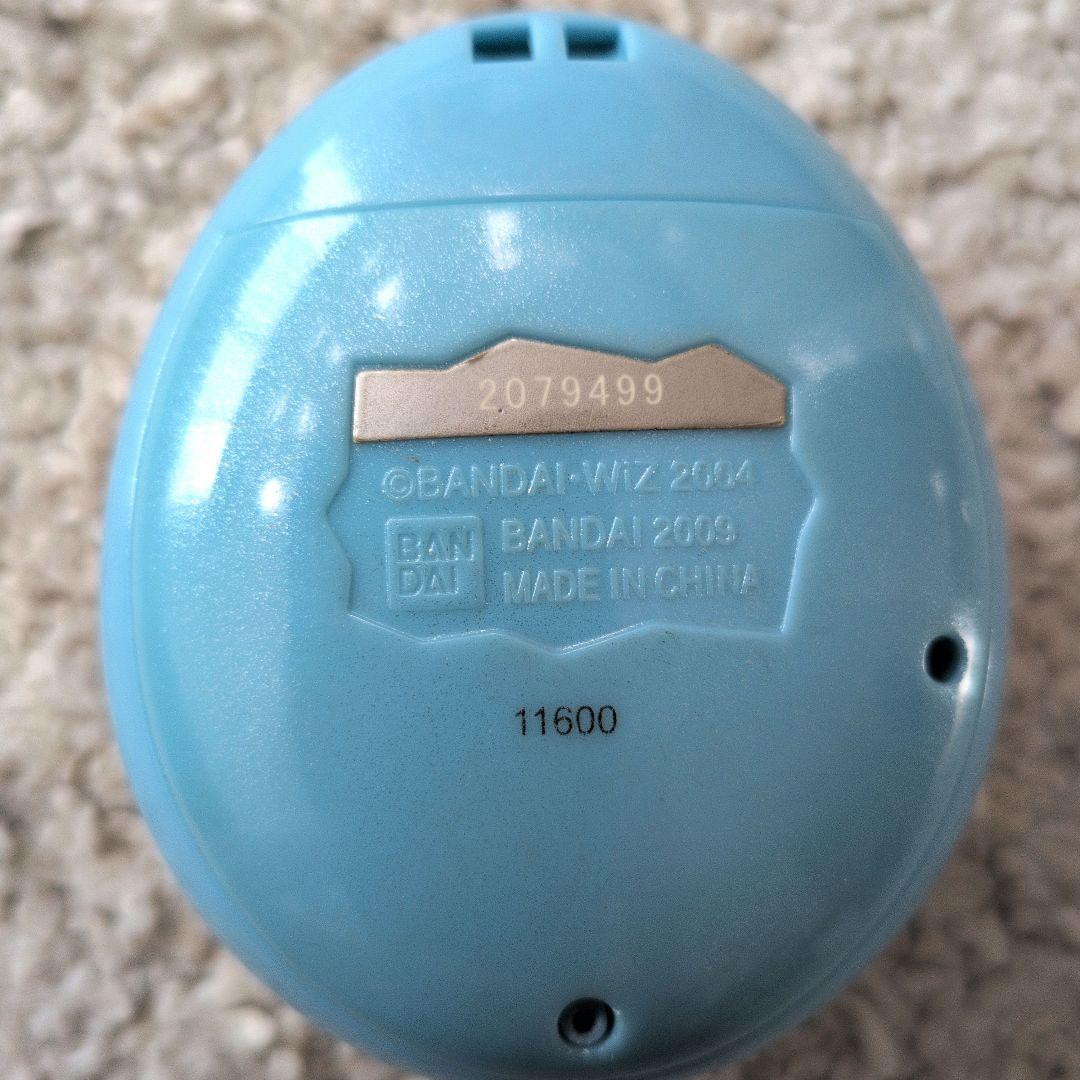 2079499
©BANDAI·WiZ 2004
BAN
DAI
BANDAI 2009
MADE IN CHINA
11600